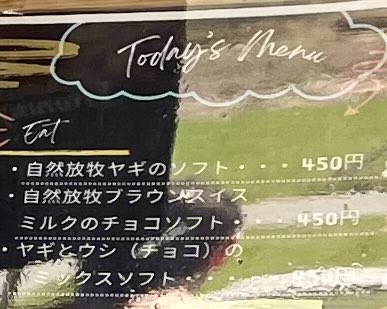 Today's Menu
Eat
・自然放牧ヤギのソフト・・・450円
・自然放牧ブラウンスイス
ミルクのチョコソフト・・・450円
・ヤギとウシ（チョコ）の
ミックスソフト・・・・